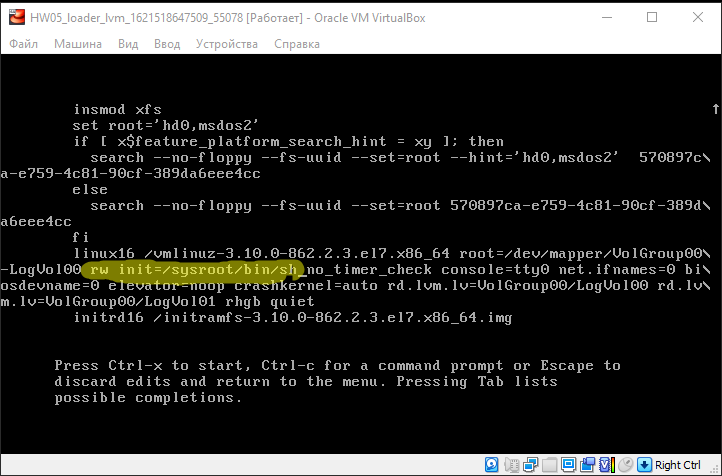 HW05_loader_lvm_1621518647509_55078 [Работает] - Oracle VM VirtualBox
Файл Машина Вид Ввод Устройства Справка
insmod xfs
set root='hd0,msdos2'
if [ x$feature_platform_search_hint = xy ]; then
search --no-floppy --fs-uuid --set=root --hint='hd0,msdos2' 570897c\
a-e759-4c81-90cf-389da6eee4cc
else
search --no-floppy --fs-uuid --set=root 570897ca-e759-4c81-90cf-389d\
a6eee4cc
fi
linux16 /vmlinuz-3.10.0-862.2.3.el7.x86_64 root=/dev/mapper/VolGroup00\
-LogVol00 rw init=/sysroot/bin/sh_no_timer_check console=tty0 net.ifnames=0 bi\
osdevname=0 elevator=noop crashkernel=auto rd.lvm.lv=VolGroup00/LogVol00 rd.lv\
m.lv=VolGroup00/LogVol01 rhgb quiet
initrd16 /initramfs-3.10.0-862.2.3.el7.x86_64.img
Press Ctrl-x to start, Ctrl-c for a command prompt or Escape to
discard edits and return to the menu. Pressing Tab lists
possible completions.
Right Ctrl